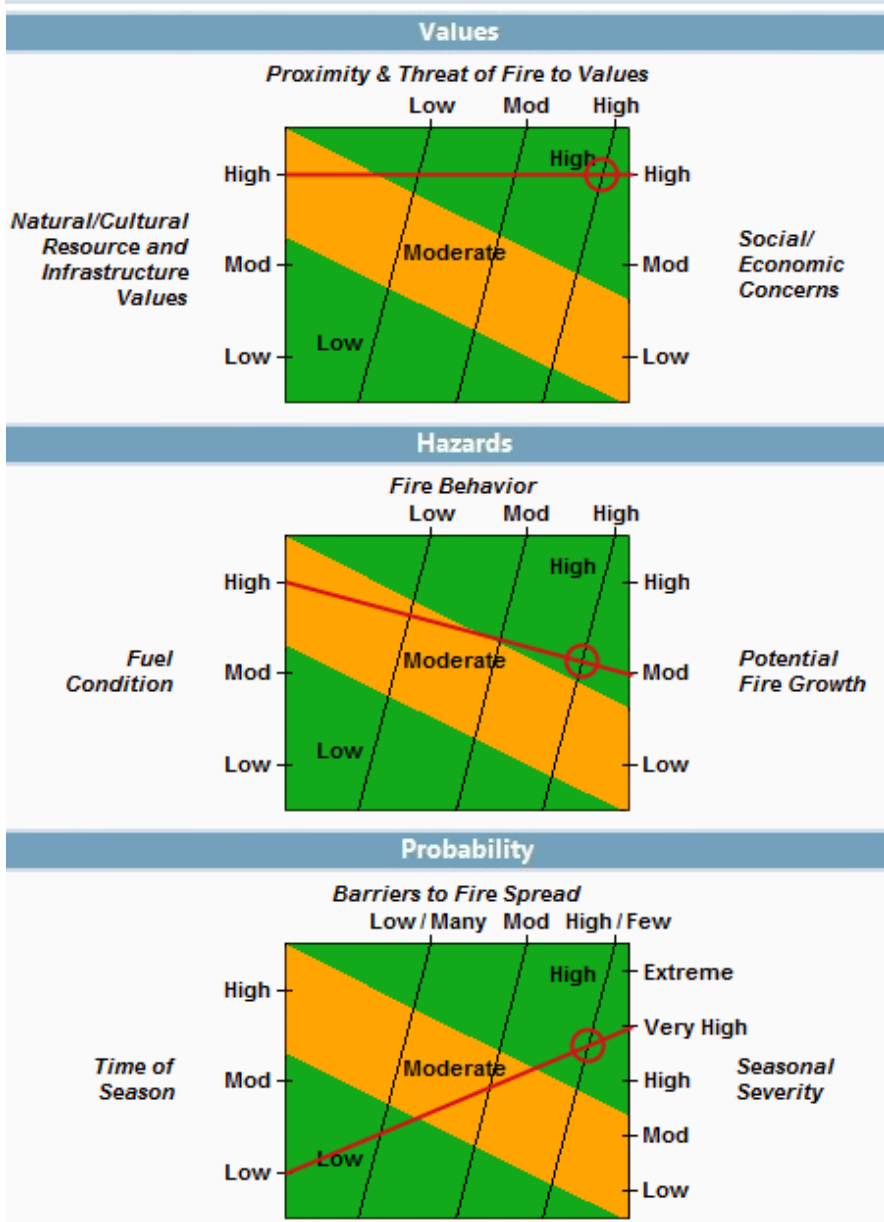 Values
Proximity & Threat of Fire to Values
Low Mod High
High
High
High
Natural/Cultural
Resource and
Infrastructure
Values
Moderate
Mod
Mod
Social/
Economic
Concerns
Low
Low
Low
Hazards
Fire Behavior
Low Mod High
High
High
High
Fuel
Condition
Moderate
Mod
Mod
Potential
Fire Growth
Low
Low
Low
Probability
Barriers to Fire Spread
Low / Many Mod High / Few
High
Extreme
High
Very High
Time of
Season
Moderate
Mod
High
Seasonal
Severity
Mod
Low
Low
Low